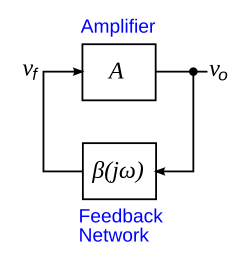 Amplifier
v_f A v_o
β(jω)
Feedback
Network